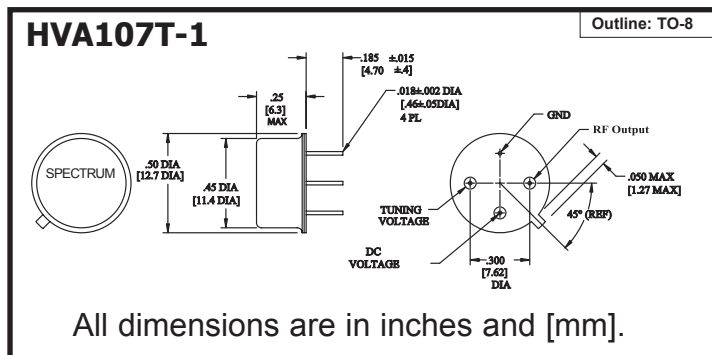 HVA107T-1
Outline: TO-8
.185 ±.015
[4.70 ±.4]
.25
[6.3]
MAX
.018±.002 DIA
[.46±.05DIA]
4 PL
GND
RF Output
SPECTRUM
.50 DIA
[12.7 DIA]
.45 DIA
[11.4 DIA]
.050 MAX
[1.27 MAX]
TUNING
VOLTAGE
45° (REF)
DC
VOLTAGE
.300
[7.62]
DIA
All dimensions are in inches and [mm].